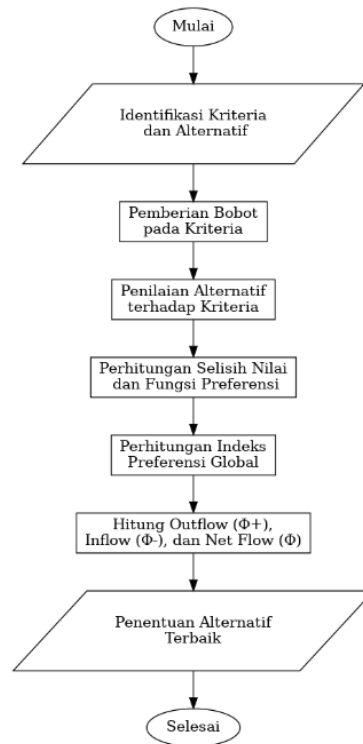 Mulai
Identifikasi Kriteria
dan Alternatif
Pemberian Bobot
pada Kriteria
Penilaian Alternatif
terhadap Kriteria
Perhitungan Selisih Nilai
dan Fungsi Preferensi
Perhitungan Indeks
Preferensi Global
Hitung Outflow (Φ+),
Inflow (Φ-), dan Net Flow (Φ)
Penentuan Alternatif
Terbaik
Selesai